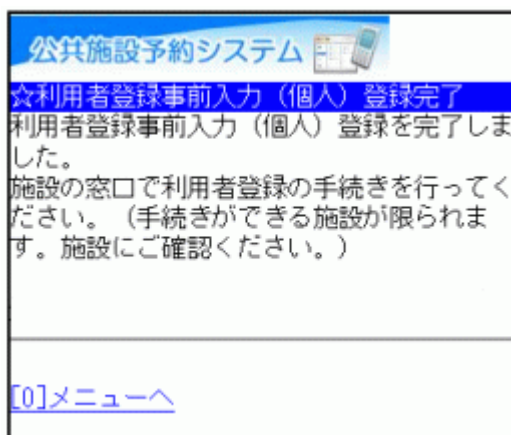 公共施設予約システム
☆利用者登録事前入力（個人）登録完了
利用者登録事前入力（個人）登録を完了しま
した。
施設の窓口で利用者登録の手続きを行ってく
ださい。（手続きができる施設が限られま
す。施設にご確認ください。）
[0]メニューへ